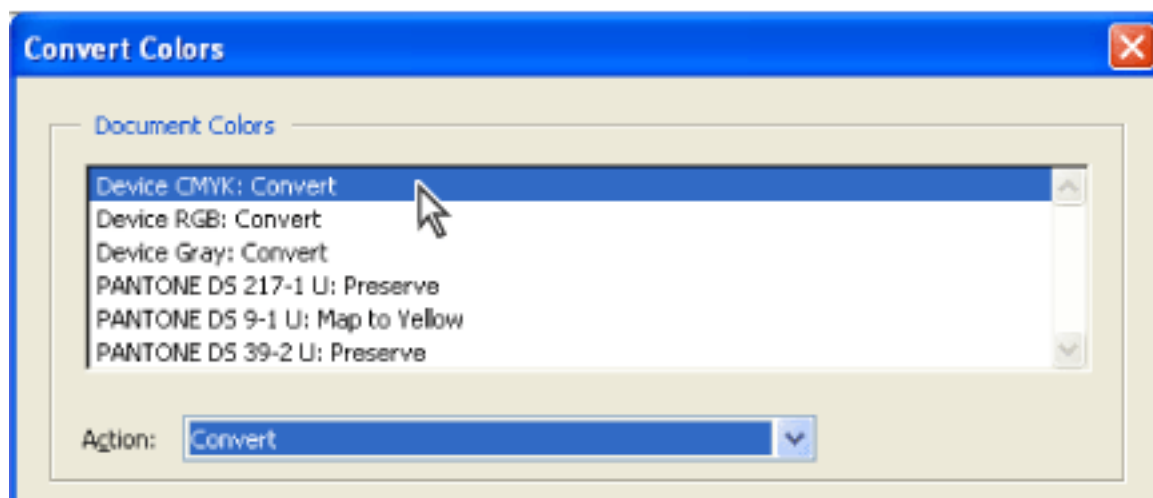 Convert Colors
Document Colors
Device CMYK: Convert
Device RGB: Convert
Device Gray: Convert
PANTONE DS 217-1 U: Preserve
PANTONE DS 9-1 U: Map to Yellow
PANTONE DS 39-2 U: Preserve
Action: Convert